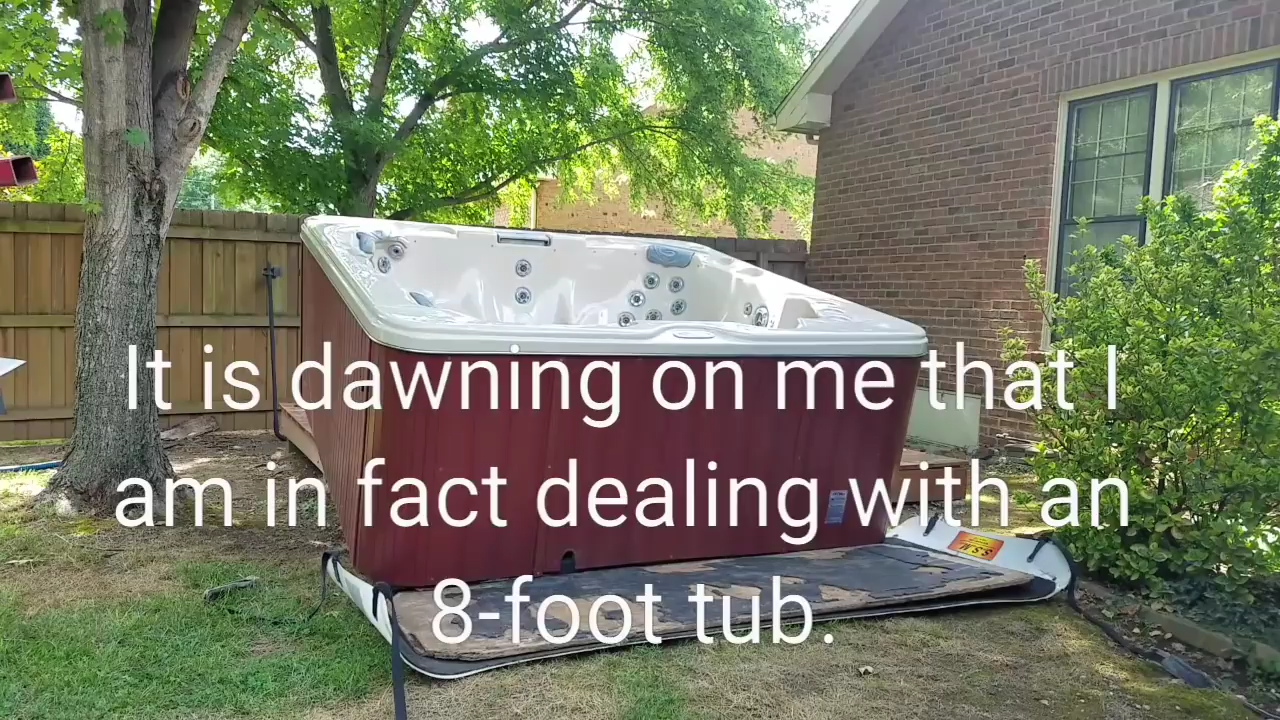 It is dawning on me that I
am in fact dealing with an
8-foot tub.